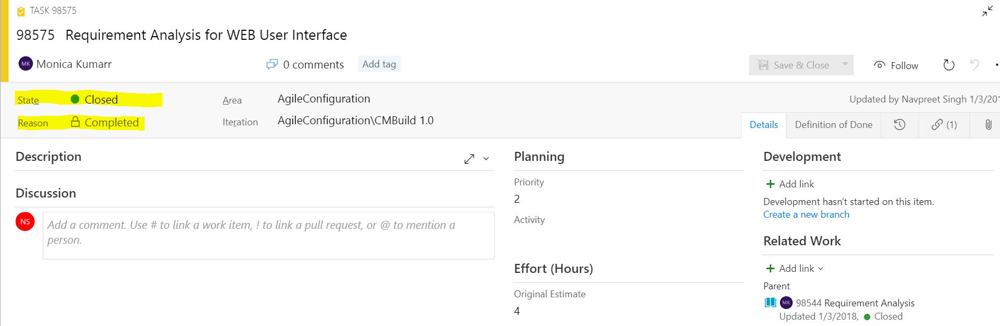 TASK 98575
98575 Requirement Analysis for WEB User Interface
MK Monica Kumarr
0 comments
Add tag
Save & Close
Follow
State Closed
Area AgileConfiguration
Updated by Navpreet Singh 1/3/201
Reason Completed
Iteration AgileConfiguration\CMBuild 1.0
Details
Definition of Done
(1)
Description
Discussion
NS
Add a comment. Use # to link a work item, ! to link a pull request, or @ to mention a
person.
Planning
Priority
2
Activity
Effort (Hours)
Original Estimate
4
Development
+ Add link
Development hasn't started on this item.
Create a new branch
Related Work
+ Add link
Parent
MK 98544 Requirement Analysis
Updated 1/3/2018, Closed